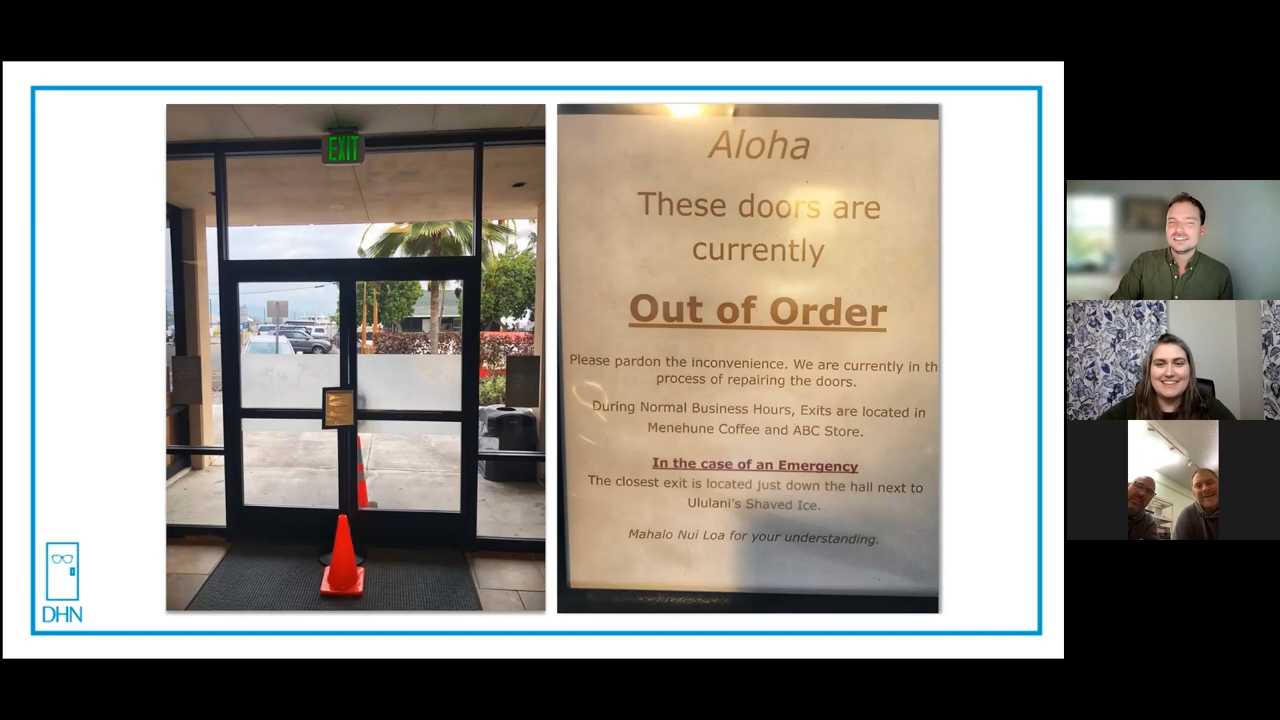 EXIT
Aloha
These doors are
currently
Out of Order
Please pardon the inconvenience. We are currently in th
process of repairing the doors.
During Normal Business Hours, Exits are located in
Menehune Coffee and ABC Store.
In the case of an Emergency
The closest exit is located just down the hall next to
Ululani's Shaved Ice.
Mahalo Nui Loa for your understanding.
DHN